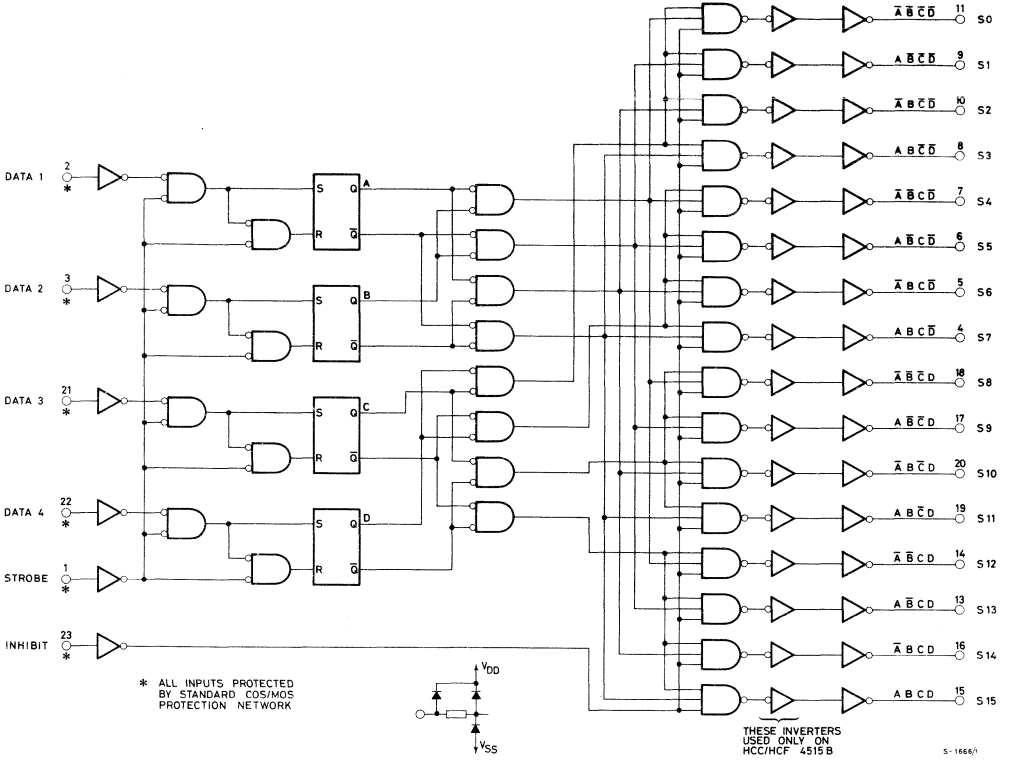 A̅ B̅ C̅ D̅ 11 S0
A B̅ C̅ D̅ 9 S1
A̅ B C̅ D̅ 10 S2
A B C̅ D̅ 8 S3
A̅ B̅ C D̅ 7 S4
A B̅ C D̅ 6 S5
A̅ B C D̅ 5 S6
A B C D̅ 4 S7
A̅ B̅ C̅ D 18 S8
A B̅ C̅ D 17 S9
A̅ B C̅ D 20 S10
A B C̅ D 19 S11
A̅ B̅ C D 14 S12
A B̅ C D 13 S13
A̅ B C D 16 S14
A B C D 15 S15
DATA 1 2 *
S Q A
R Q̅
DATA 2 3 *
S Q B
R Q̅
DATA 3 21 *
S Q C
R Q̅
DATA 4 22 *
S Q D
R Q̅
STROBE 1 *
INHIBIT 23 *
* ALL INPUTS PROTECTED
BY STANDARD COS/MOS
PROTECTION NETWORK
VDD
VSS
THESE INVERTERS
USED ONLY ON
HCC/HCF 4515 B
S-1666/1